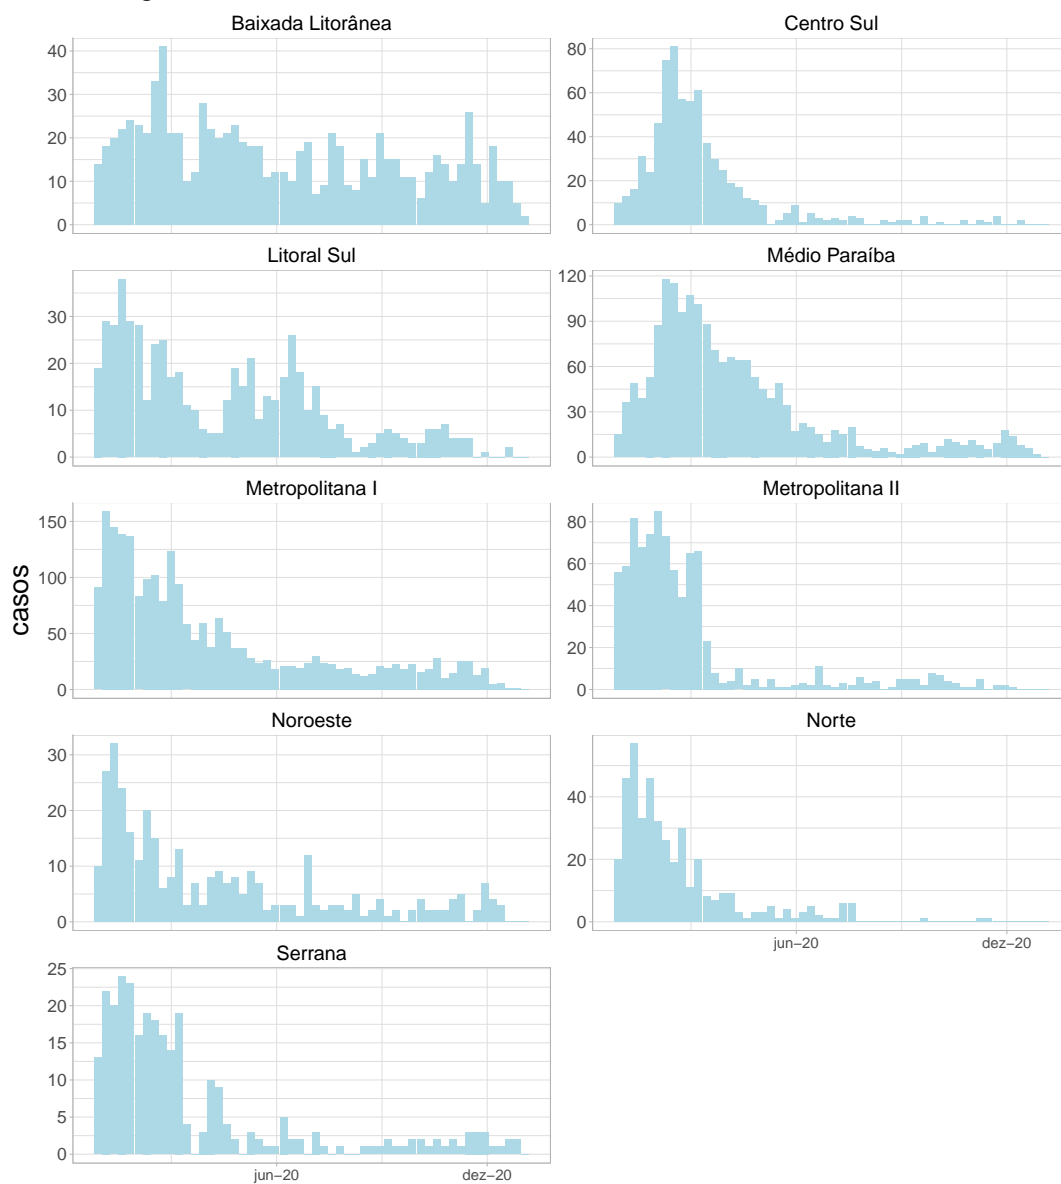 Baixada Litorânea
Centro Sul
40
30
20
10
0
80
60
40
20
0
Litoral Sul
Médio Paraíba
30
20
10
0
120
90
60
30
0
Metropolitana I
Metropolitana II
150
100
50
0
80
60
40
20
0
casos
Noroeste
Norte
30
20
10
0
40
20
0
jun−20
dez−20
Serrana
25
20
15
10
5
0
jun−20
dez−20